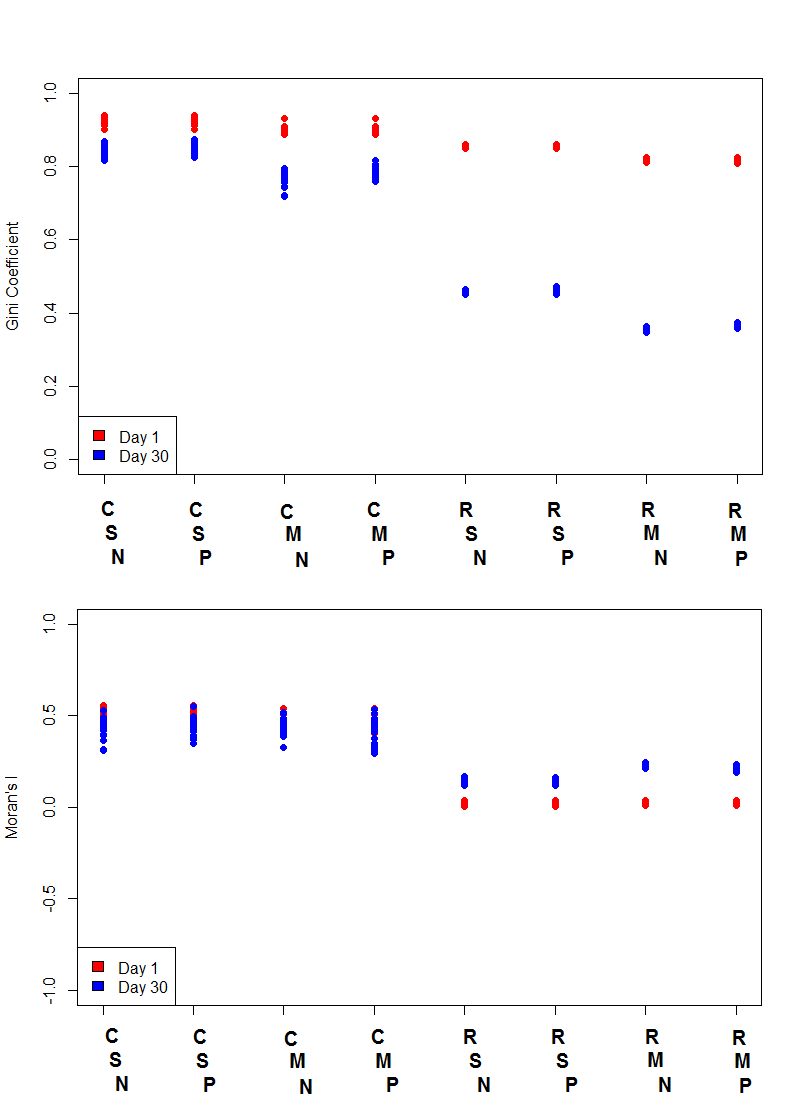 1.0
0.8
0.6
0.4
0.2
0.0
Gini Coefficient
Day 1
Day 30
C C C C R R R R
S S M M S S M M
N P N P N P N P
1.0
0.5
0.0
-0.5
-1.0
Moran's I
Day 1
Day 30
C C C C R R R R
S S M M S S M M
N P N P N P N P